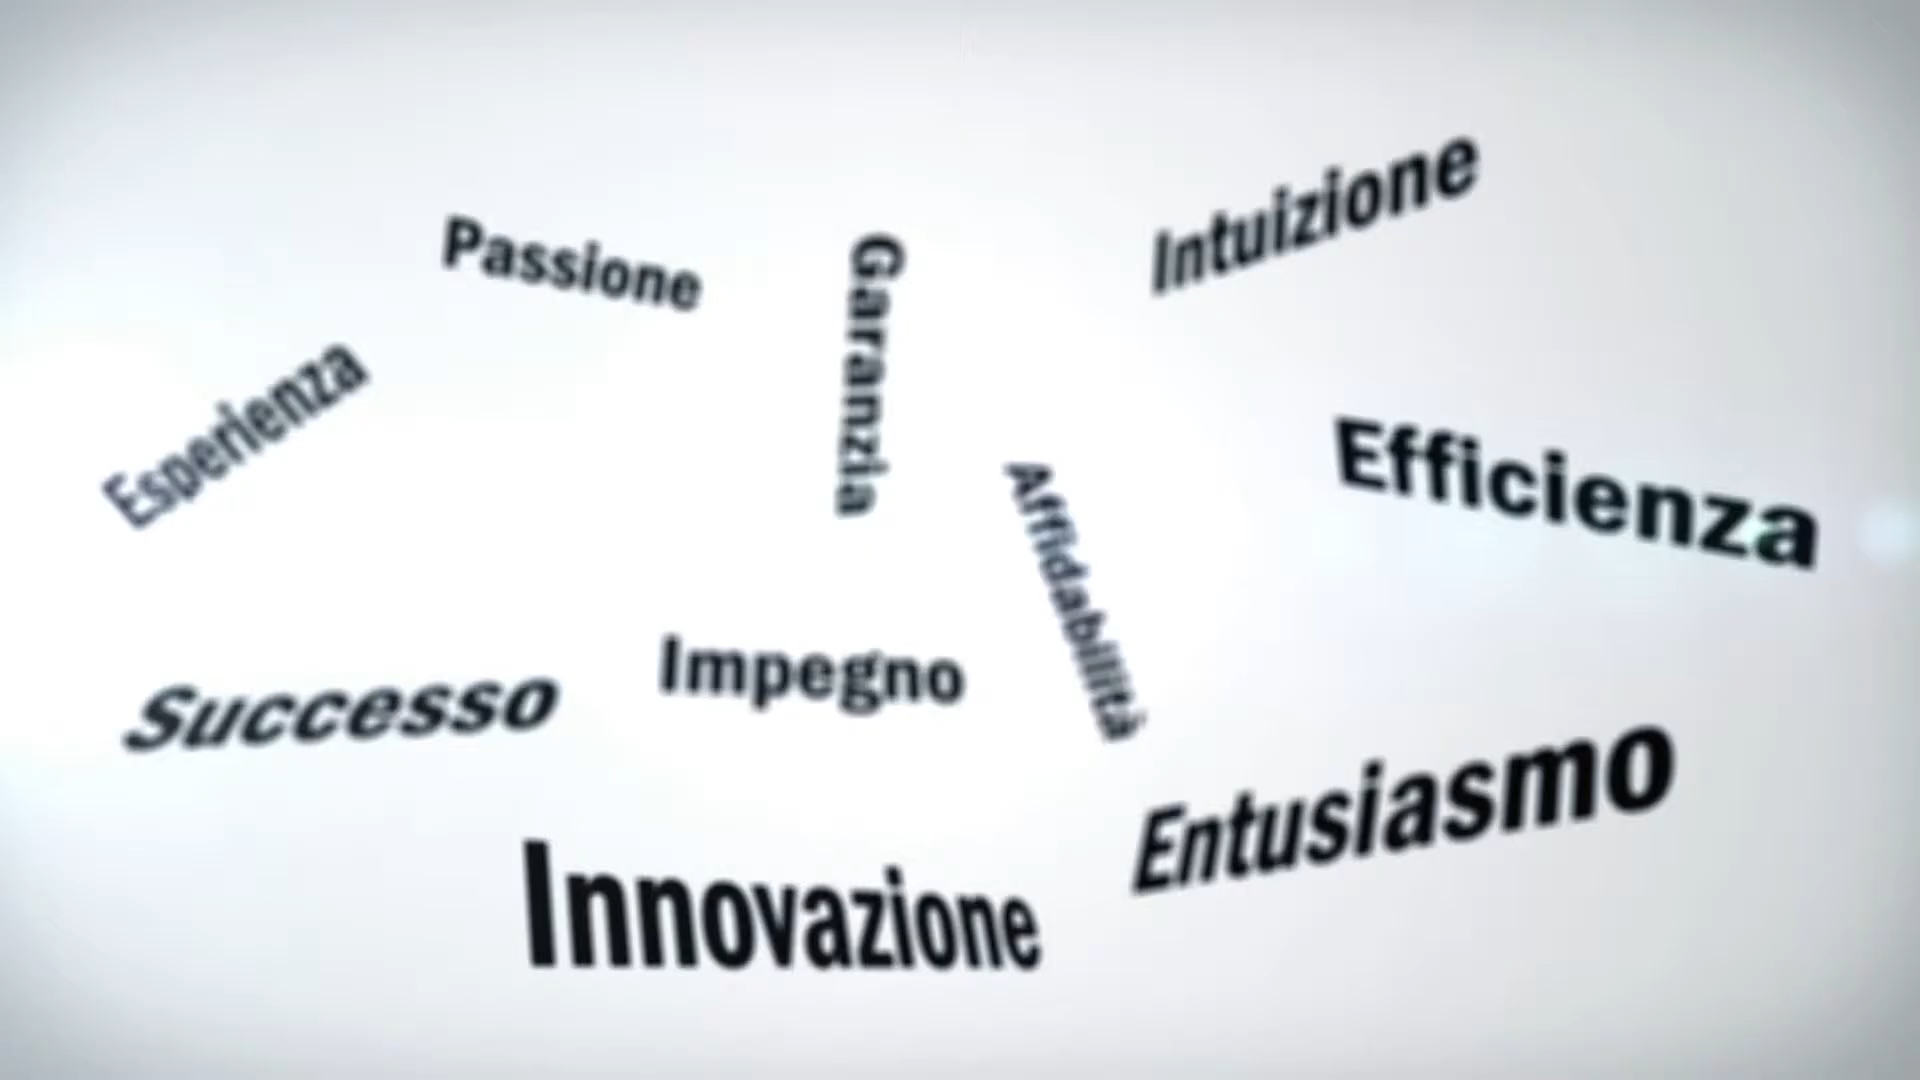 Intuizione
Passione
Garanzia
Esperienza
Efficienza
Affidabilità
Impegno
Successo
Entusiasmo
Innovazione